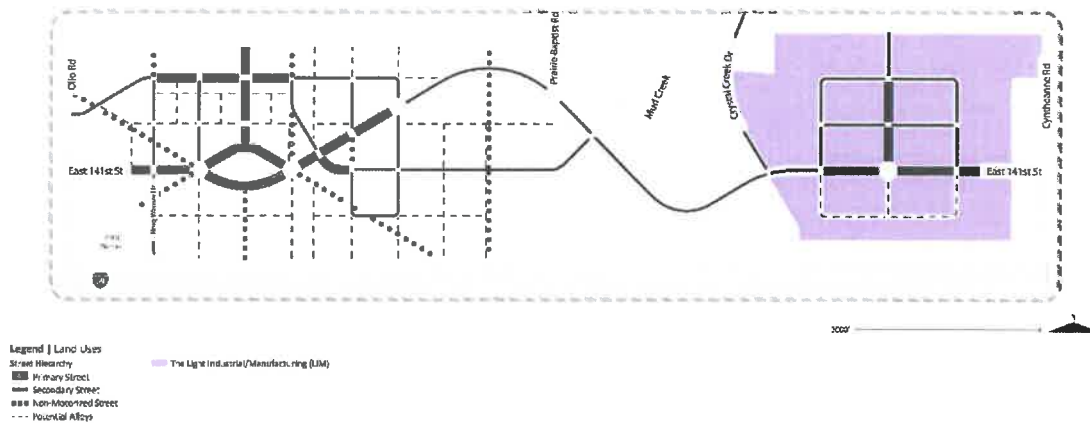 Olio Rd
Prairie Baptist Rd
Mud Creek
Crystal Creek Dr
Cyntheanne Rd
East 141st St
East 141st St
Legend | Land Uses
Street Hierarchy
Primary Street
Secondary Street
Non-Motorized Street
Potential Alleys
The Light Industrial/Manufacturing (LIM)